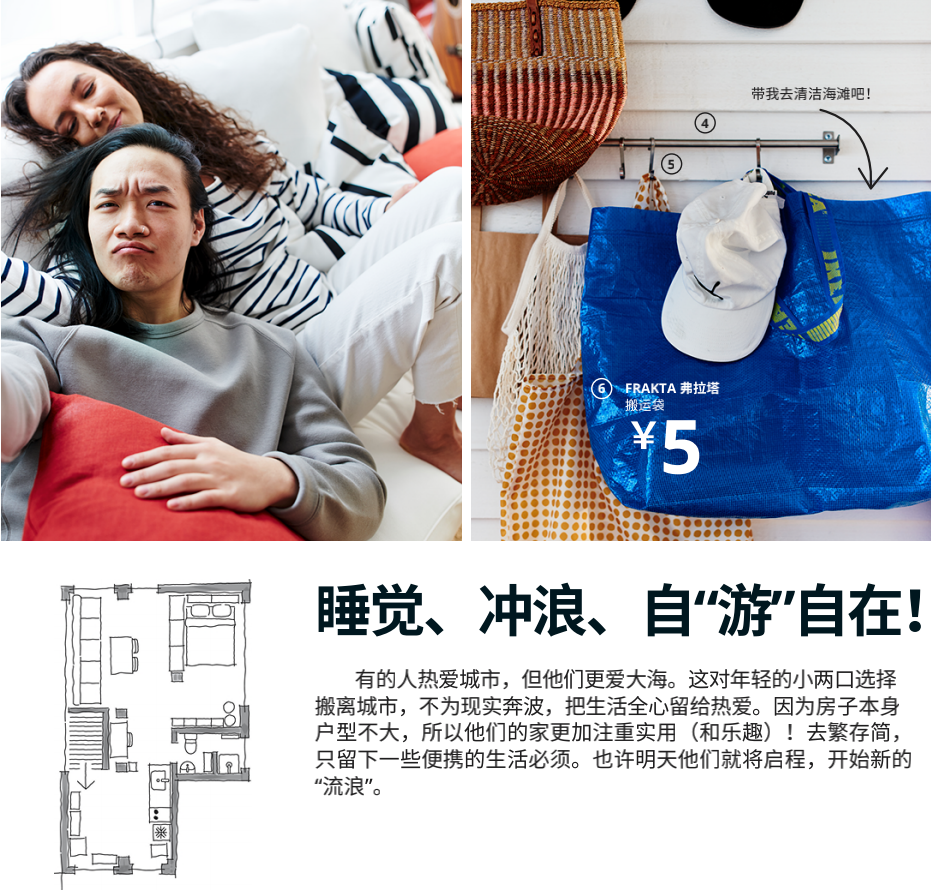 带我去清洁海滩吧！
4
5
IKEA
6 FRAKTA 弗拉塔
搬运袋
¥5
睡觉、冲浪、自“游”自在！
有的人热爱城市，但他们更爱大海。这对年轻的小两口选择
搬离城市，不为现实奔波，把生活全心留给热爱。因为房子本身
户型不大，所以他们的家更加注重实用（和乐趣）！去繁存简，
只留下一些便携的生活必须。也许明天他们就将启程，开始新的
“流浪”。